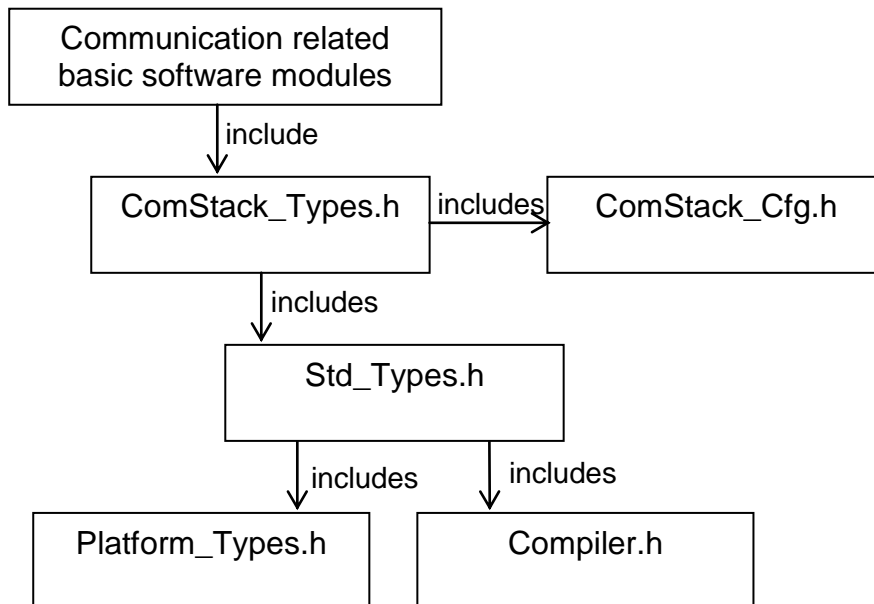 Communication related
basic software modules
include
ComStack_Types.h
includes
ComStack_Cfg.h
includes
Std_Types.h
includes
includes
Platform_Types.h
Compiler.h